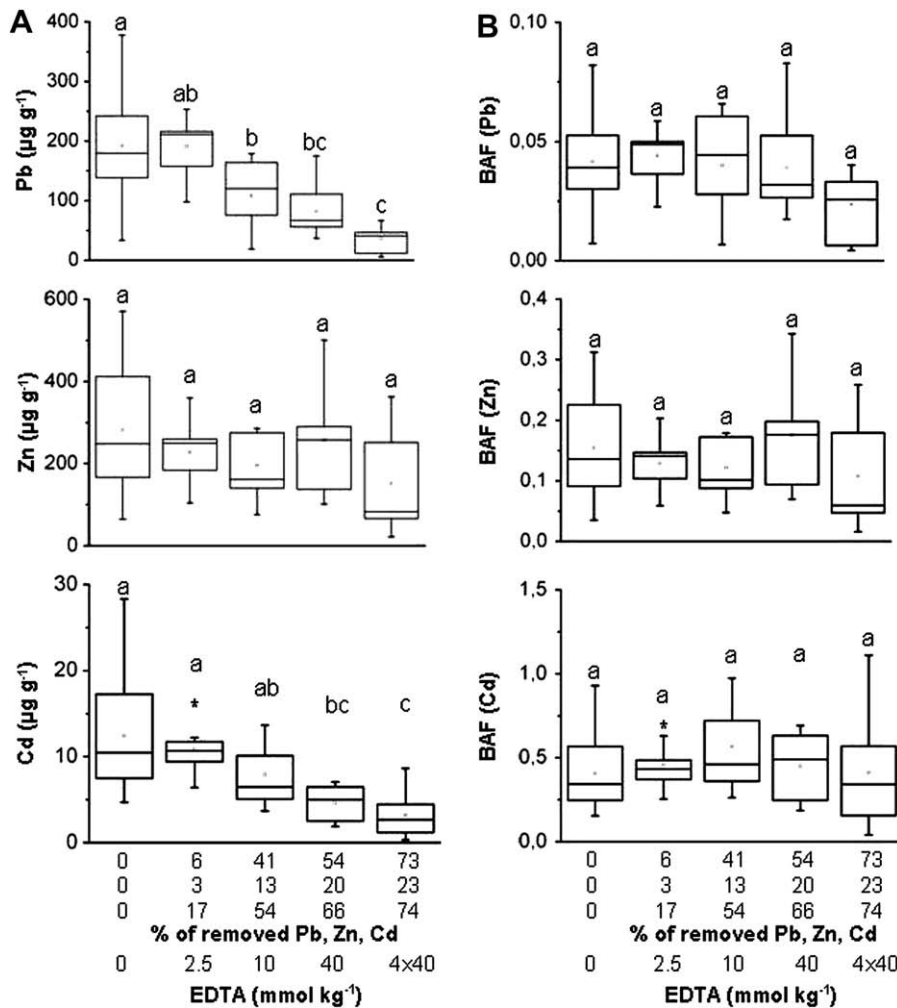 A
B
400
300
200
100
0
Pb (µg g⁻¹)
a
ab
b
bc
c
0,10
0,05
0,00
BAF (Pb)
a
a
a
a
a
600
400
200
0
Zn (µg g⁻¹)
a
a
a
a
a
0,4
0,3
0,2
0,1
0,0
BAF (Zn)
a
a
a
a
a
30
20
10
0
Cd (µg g⁻¹)
a
a
*
ab
bc
c
1,5
1,0
0,5
0,0
BAF (Cd)
a
a
*
a
a
a
0 6 41 54 73
0 3 13 20 23
0 17 54 66 74
% of removed Pb, Zn, Cd
0 2.5 10 40 4×40
EDTA (mmol kg⁻¹)
0 6 41 54 73
0 3 13 20 23
0 17 54 66 74
% of removed Pb, Zn, Cd
0 2.5 10 40 4×40
EDTA (mmol kg⁻¹)